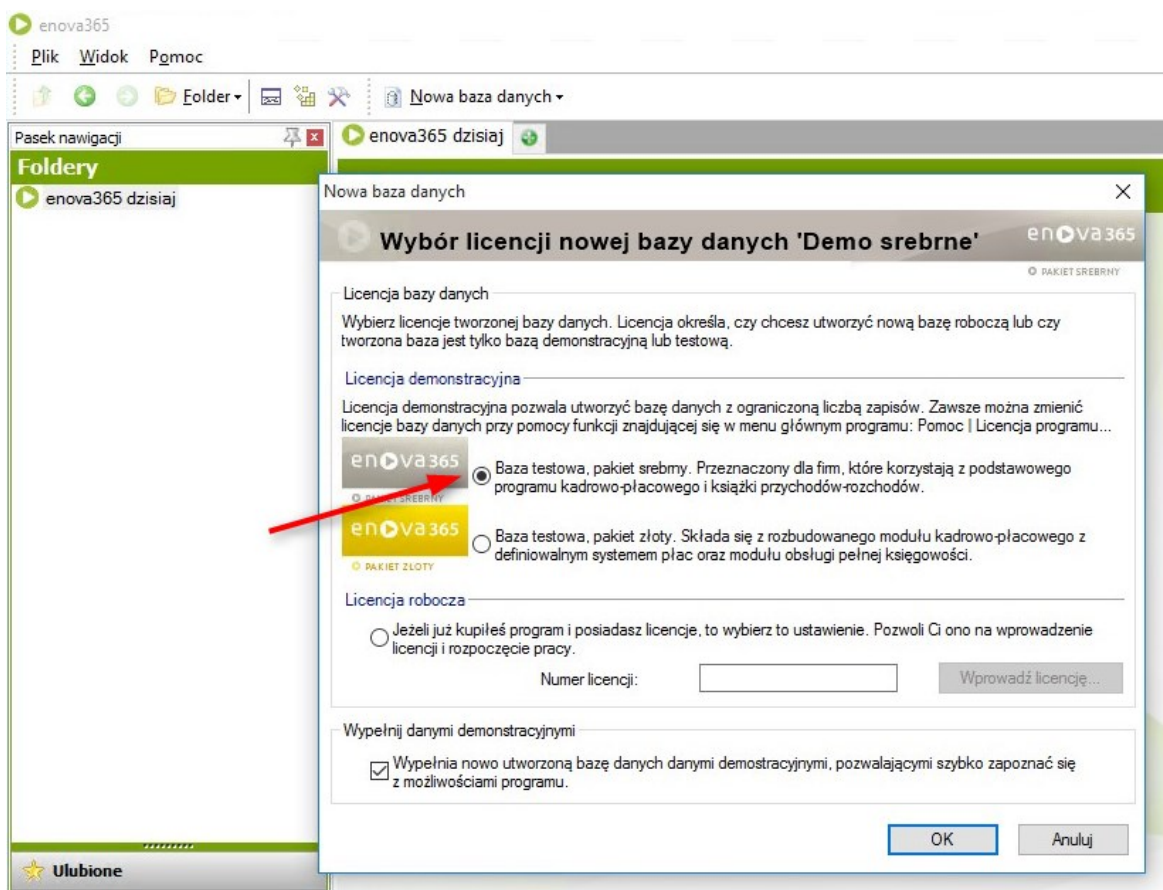 enova365
Plik Widok Pomoc
Folder Nowa baza danych
Pasek nawigacji
enova365 dzisiaj
Foldery
enova365 dzisiaj
Nowa baza danych
Wybór licencji nowej bazy danych 'Demo srebrne'
enova365
PAKIET SREBRNY
Licencja bazy danych
Wybierz licencje tworzonej bazy danych. Licencja określa, czy chcesz utworzyć nową bazę roboczą lub czy
tworzona baza jest tylko bazą demonstracyjną lub testową.
Licencja demonstracyjna
Licencja demonstracyjna pozwala utworzyć bazę danych z ograniczoną liczbą zapisów. Zawsze można zmienić
licencje bazy danych przy pomocy funkcji znajdującej się w menu głównym programu: Pomoc | Licencja programu...
enova365
PAKIET SREBRNY
Baza testowa, pakiet srebrny. Przeznaczony dla firm, które korzystają z podstawowego
programu kadrowo-płacowego i książki przychodów-rozchodów.
enova365
PAKIET ZŁOTY
Baza testowa, pakiet złoty. Składa się z rozbudowanego modułu kadrowo-płacowego z
definiowalnym systemem płac oraz modułu obsługi pełnej księgowości.
Licencja robocza
Jeżeli już kupiłeś program i posiadasz licencje, to wybierz to ustawienie. Pozwoli Ci ono na wprowadzenie
licencji i rozpoczęcie pracy.
Numer licencji:
Wprowadź licencję...
Wypełnij danymi demonstracyjnymi
Wypełnia nowo utworzoną bazę danych danymi demostracyjnymi, pozwalającymi szybko zapoznać się
z możliwościami programu.
OK Anuluj
Ulubione